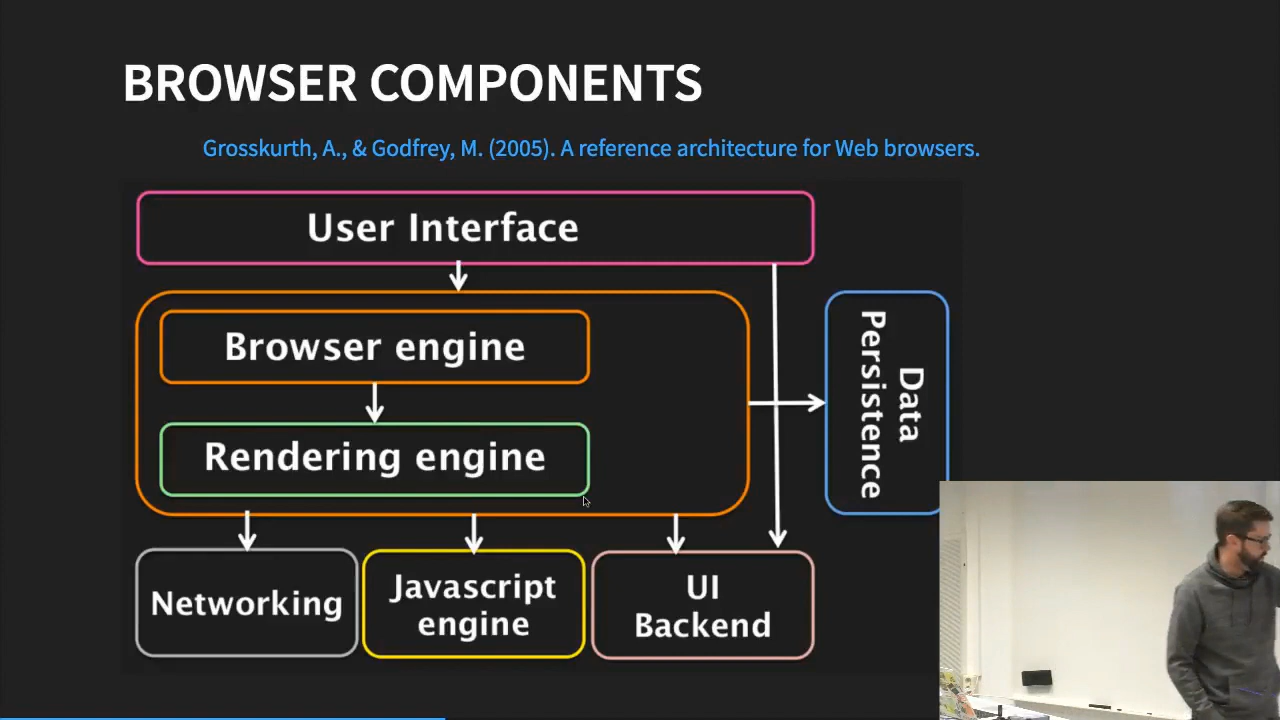 BROWSER COMPONENTS
Grosskurth, A., & Godfrey, M. (2005). A reference architecture for Web browsers.
User Interface
Browser engine
Rendering engine
Data
Persistence
Networking
Javascript
engine
UI
Backend